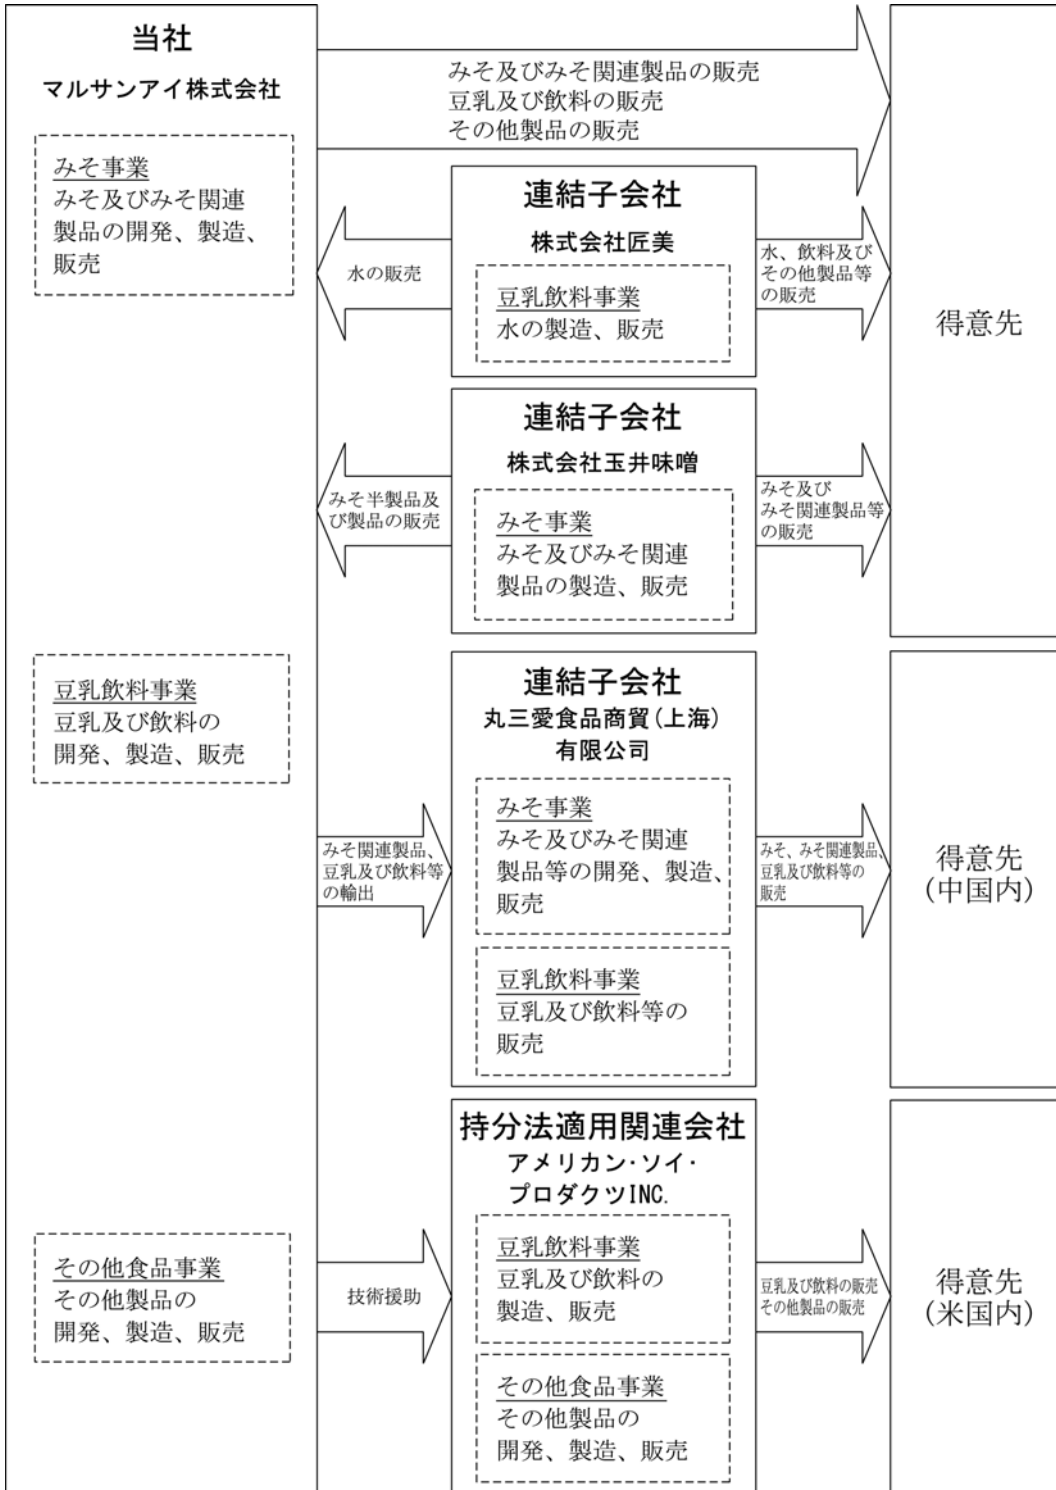 当社
マルサンアイ株式会社
みそ事業
みそ及びみそ関連
製品の開発、製造、
販売
豆乳飲料事業
豆乳及び飲料の
開発、製造、販売
その他食品事業
その他製品の
開発、製造、販売
みそ及びみそ関連製品の販売
豆乳及び飲料の販売
その他製品の販売
水の販売
連結子会社
株式会社匠美
豆乳飲料事業
水の製造、販売
水、飲料及び
その他製品等
の販売
得意先
みそ半製品及
び製品の販売
連結子会社
株式会社玉井味噌
みそ事業
みそ及びみそ関連
製品の製造、販売
みそ及び
みそ関連製品等
の販売
みそ関連製品、
豆乳及び飲料等
の輸出
連結子会社
丸三愛食品商貿(上海)
有限公司
みそ事業
みそ及びみそ関連
製品等の開発、製造、
販売
豆乳飲料事業
豆乳及び飲料等の
販売
みそ、みそ関連製品、
豆乳及び飲料等の
販売
得意先
(中国内)
技術援助
持分法適用関連会社
アメリカン・ソイ・
プロダクツINC.
豆乳飲料事業
豆乳及び飲料の
製造、販売
その他食品事業
その他製品の
開発、製造、販売
豆乳及び飲料の販売
その他製品の販売
得意先
(米国内)